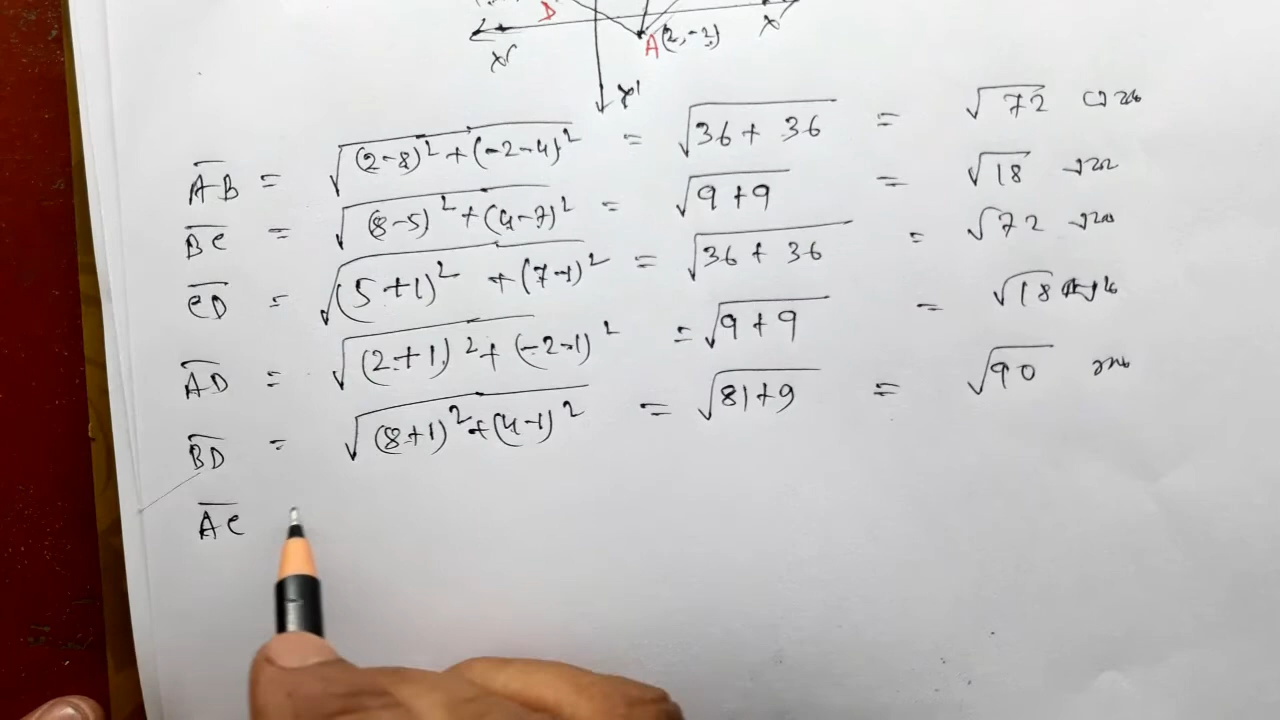 D
X'
A(2,-2)
X
Y'
AB = √((2-8)² + (-2-4)²) = √(36 + 36) = √72
BC = √((8-5)² + (4-7)²) = √(9 + 9) = √18
CD = √((5+1)² + (7-1)²) = √(36 + 36) = √72
AD = √((2+1)² + (-2-1)²) = √(9 + 9) = √18
BD = √((8+1)² + (4-1)²) = √(81+9) = √90
AC